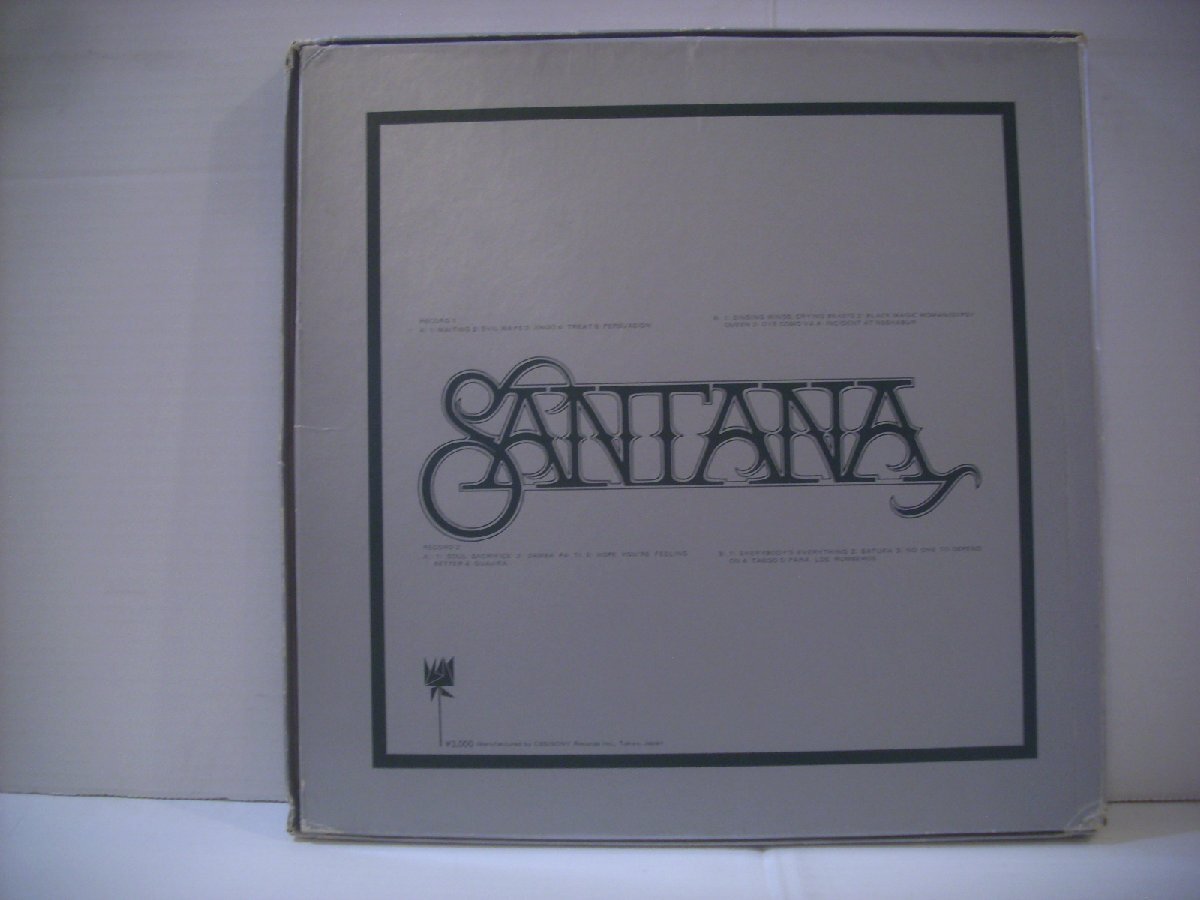 RECORD 1
A: 1: WAITING 2: EVIL WAYS 3: JINGO 4: TREAT 5: PERSUASION
B: 1: SINGING WINDS, CRYING BEASTS 2: BLACK MAGIC WOMAN/GYPSY
QUEEN 3: OYE COMO VA 4: INCIDENT AT NESHABUR
SANTANA
RECORD 2
A: 1: SOUL SACRIFICE 2: SAMBA PA TI 3: HOPE YOU'RE FEELING
BETTER 4: GUAJIRA
B: 1: EVERYBODY'S EVERYTHING 2: BATUKA 3: NO ONE TO DEPEND
ON 4: TABOO 5: PARA LOS RUMBEROS
¥3,000 Manufactured by CBS/SONY Records Inc., Tokyo, Japan